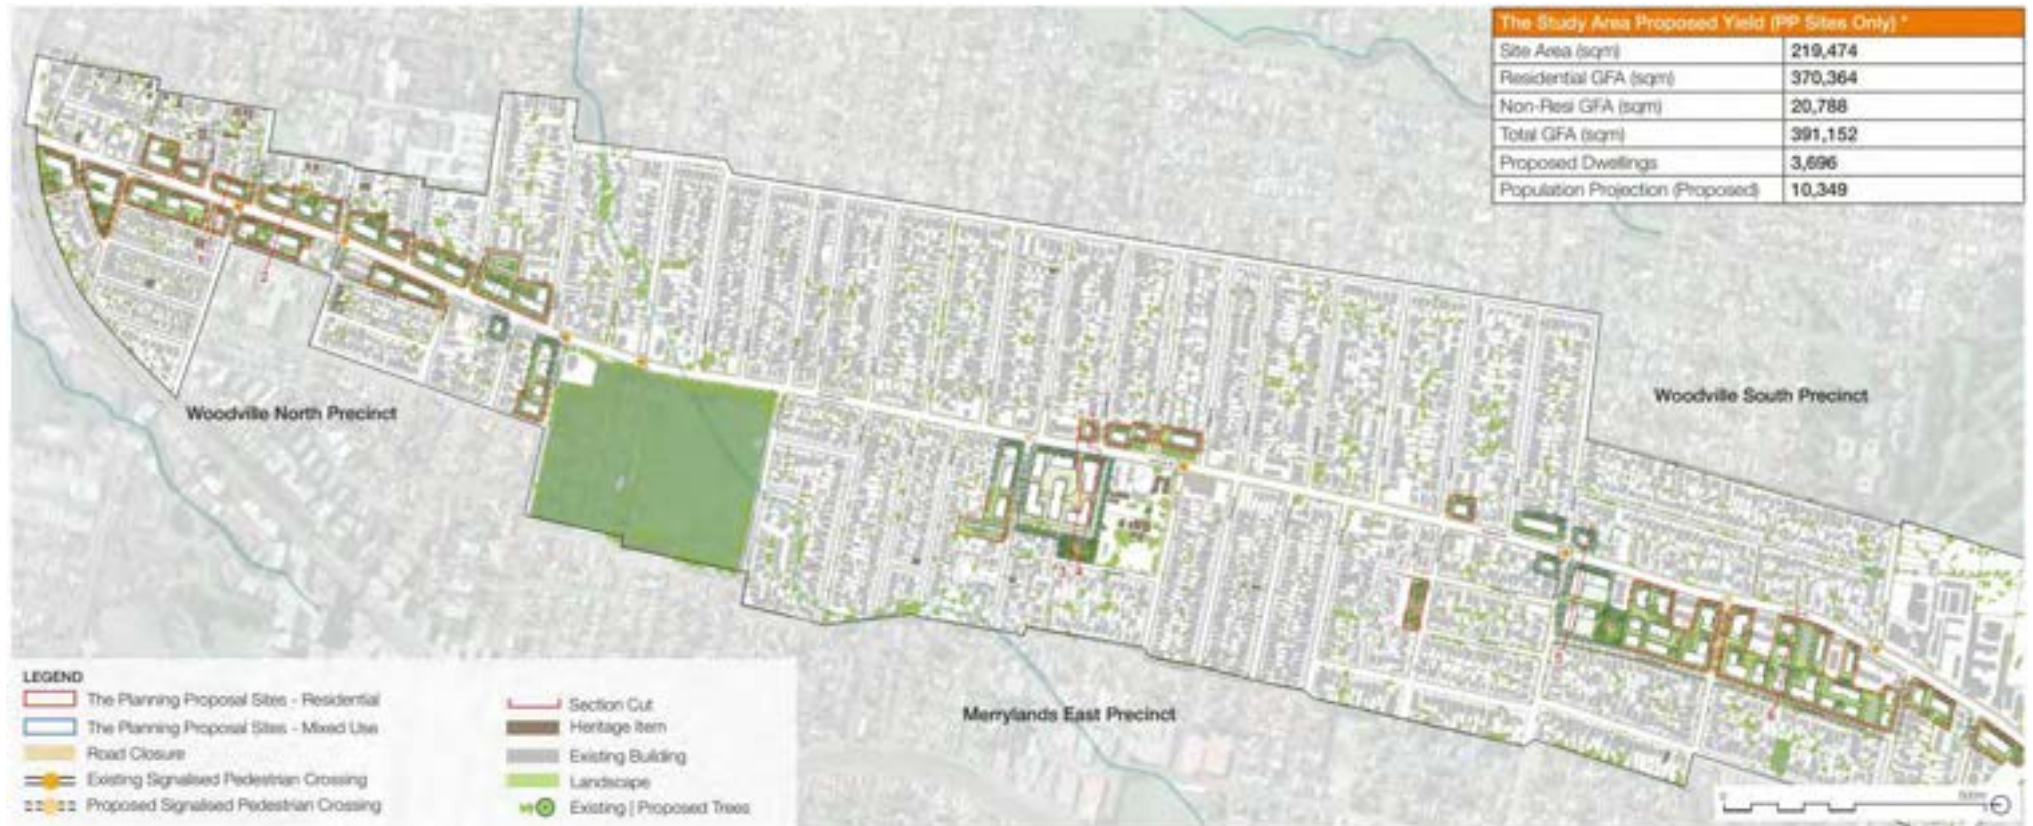 The Study Area Proposed Yield (PP Sites Only) *
Site Area (sqm) 219,474
Residential GFA (sqm) 370,364
Non-Resi GFA (sqm) 20,788
Total GFA (sqm) 391,152
Proposed Dwellings 3,696
Population Projection (Proposed) 10,349
Woodville South Precinct
Woodville North Precinct
Merrylands East Precinct
LEGEND
The Planning Proposal Sites - Residential
The Planning Proposal Sites - Mixed Use
Road Closure
Existing Signalised Pedestrian Crossing
Proposed Signalised Pedestrian Crossing
Section Cut
Heritage Item
Existing Building
Landscape
Existing | Proposed Trees